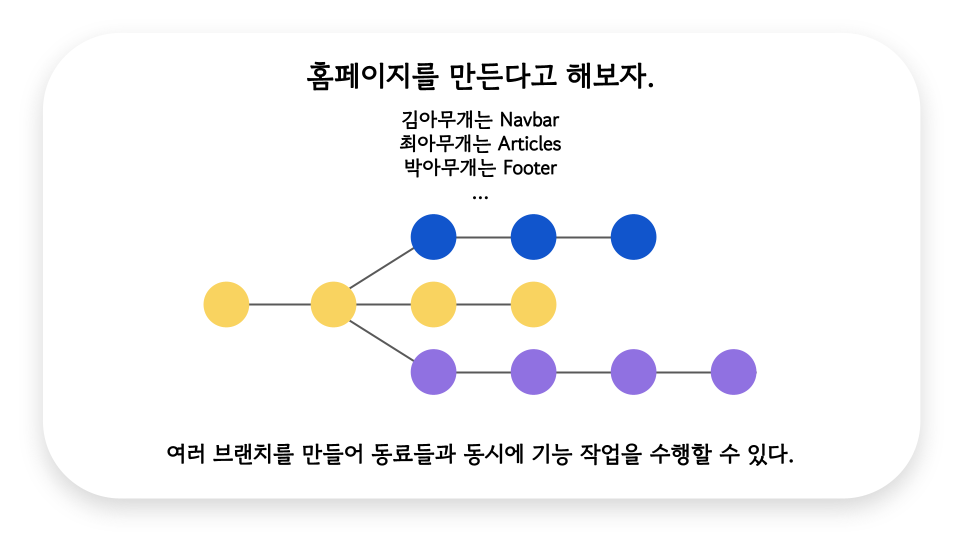 홈페이지를 만든다고 해보자.
김아무개는 Navbar
최아무개는 Articles
박아무개는 Footer
...
여러 브랜치를 만들어 동료들과 동시에 기능 작업을 수행할 수 있다.